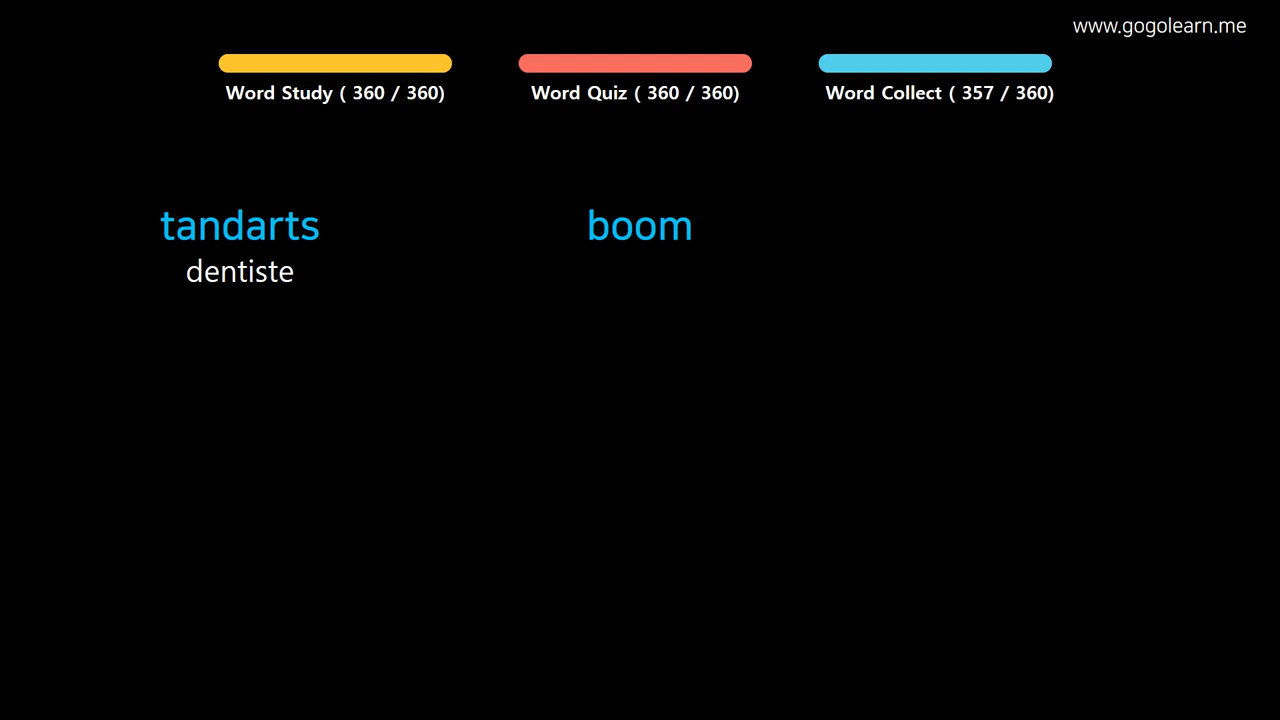 www.gogolearn.me
Word Study ( 360 / 360)
Word Quiz ( 360 / 360)
Word Collect ( 357 / 360)
tandarts
dentiste
boom